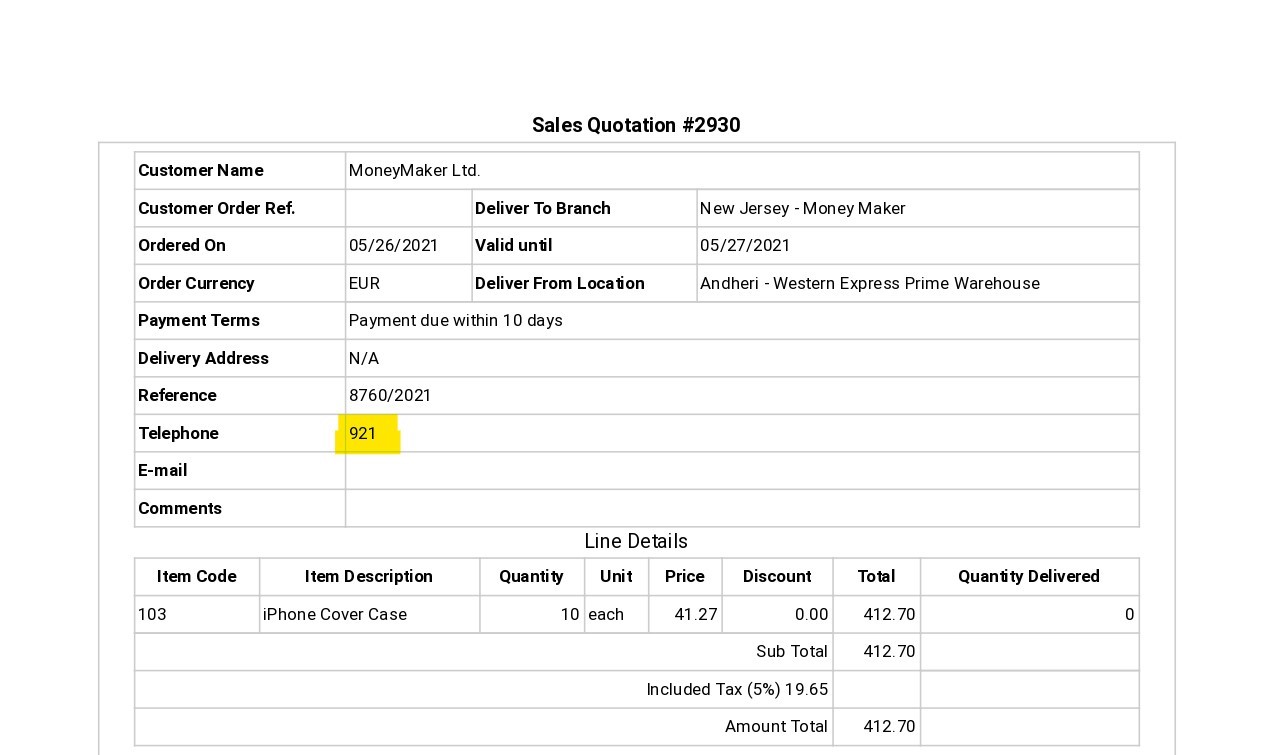 Sales Quotation #2930
Customer Name MoneyMaker Ltd.
Customer Order Ref. Deliver To Branch New Jersey - Money Maker
Ordered On 05/26/2021 Valid until 05/27/2021
Order Currency EUR Deliver From Location Andheri - Western Express Prime Warehouse
Payment Terms Payment due within 10 days
Delivery Address N/A
Reference 8760/2021
Telephone 921
E-mail
Comments
Line Details
Item Code Item Description Quantity Unit Price Discount Total Quantity Delivered
103 iPhone Cover Case 10 each 41.27 0.00 412.70 0
Sub Total 412.70
Included Tax (5%) 19.65
Amount Total 412.70